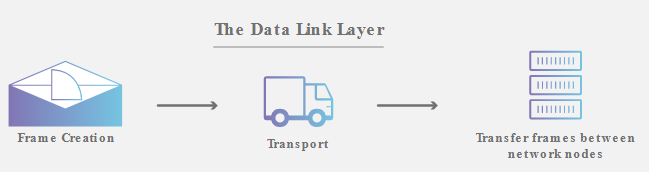 The Data Link Layer
Frame Creation
Transport
Transfer frames between
network nodes